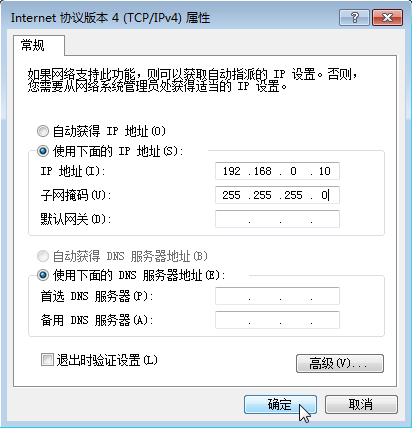 Internet 协议版本 4 (TCP/IPv4) 属性
常规
如果网络支持此功能，则可以获取自动指派的 IP 设置。否则，
您需要从网络系统管理员处获得适当的 IP 设置。
自动获得 IP 地址(O)
使用下面的 IP 地址(S):
IP 地址(I): 192 .168 . 0 . 10
子网掩码(U): 255 .255 .255 . 0
默认网关(D): . . .
自动获得 DNS 服务器地址(B)
使用下面的 DNS 服务器地址(E):
首选 DNS 服务器(P): . . .
备用 DNS 服务器(A): . . .
退出时验证设置(L)
高级(V)...
确定 取消